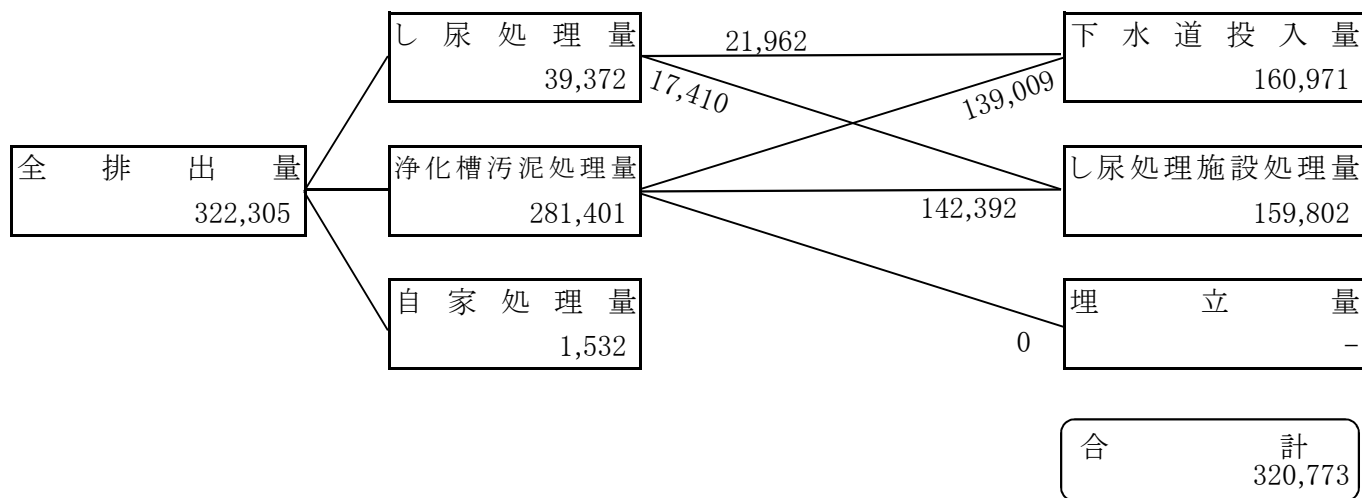 し尿処理量
39,372
21,962
17,410
139,009
下水道投入量
160,971
全排出量
322,305
浄化槽汚泥処理量
281,401
142,392
し尿処理施設処理量
159,802
自家処理量
1,532
0
埋立量
-
合計
320,773